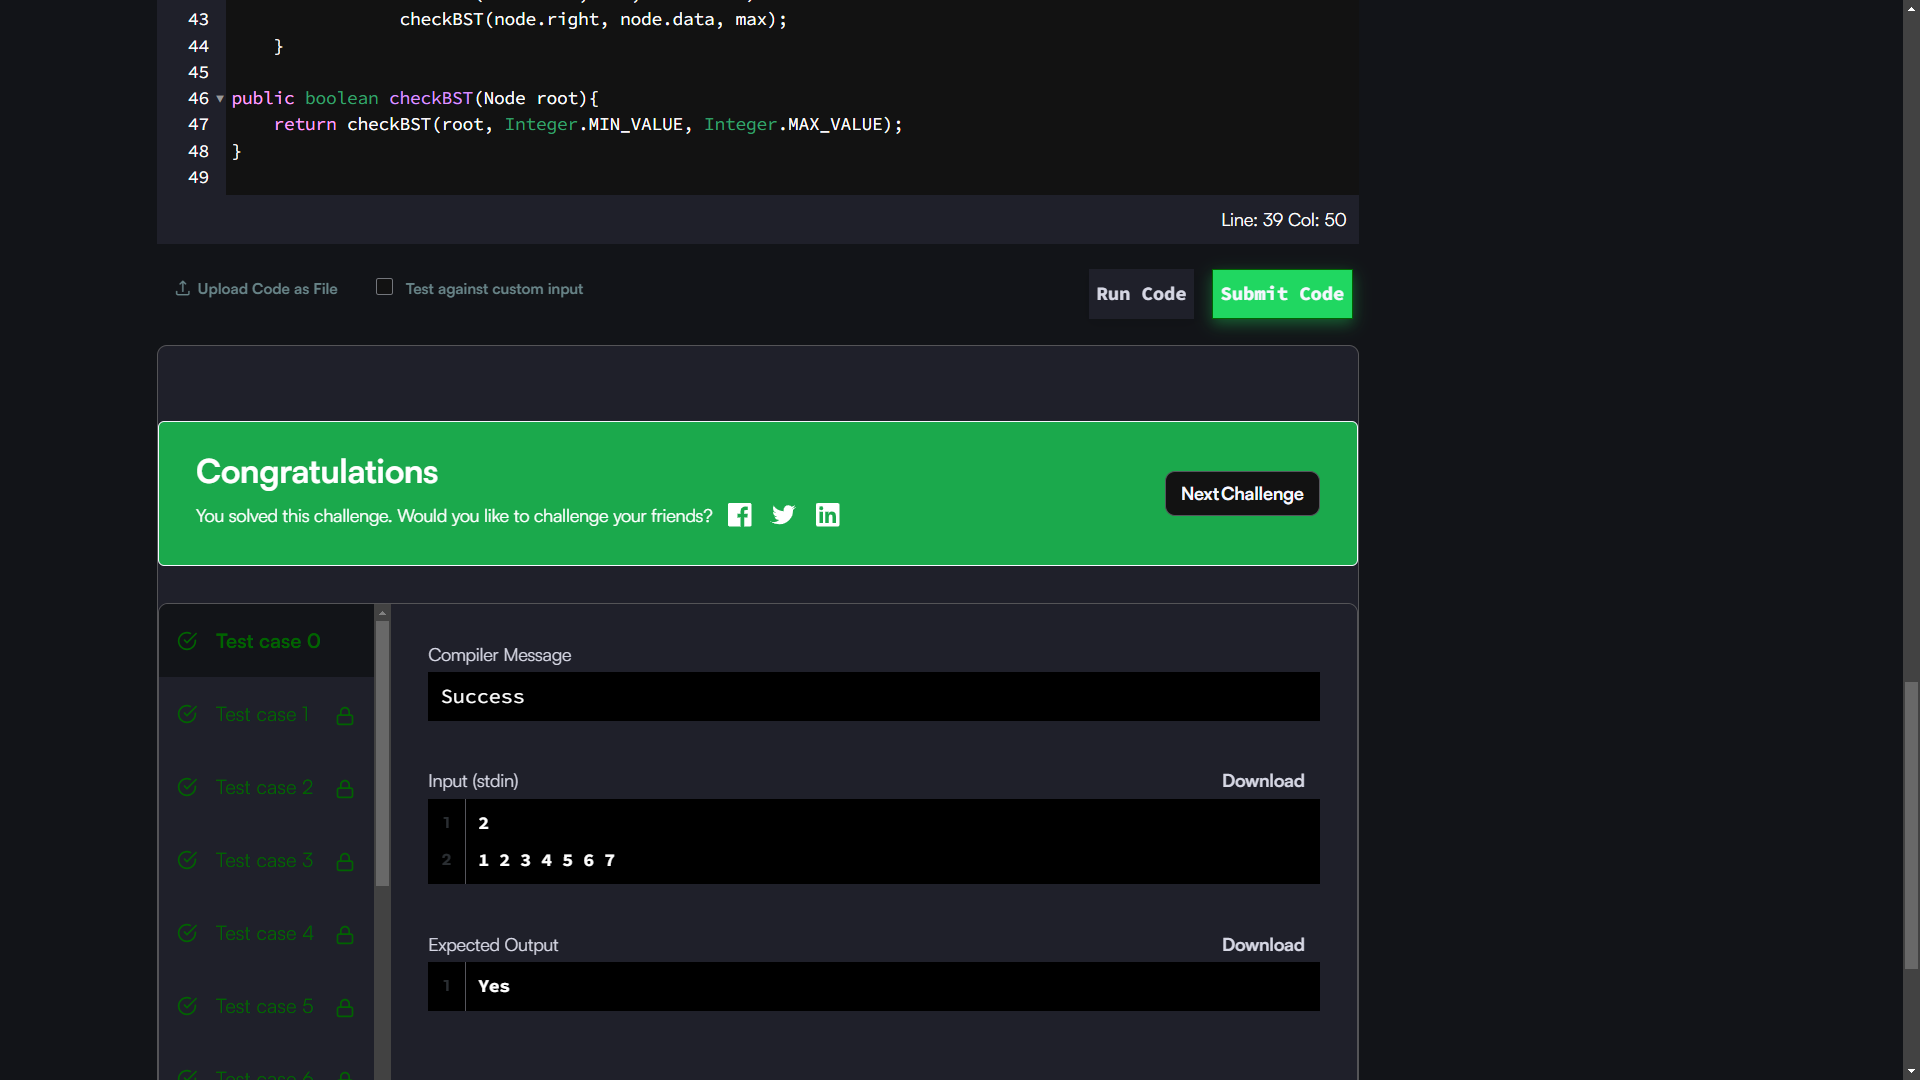 43 checkBST(node.right, node.data, max);
44 }
45
46 public boolean checkBST(Node root){
47 return checkBST(root, Integer.MIN_VALUE, Integer.MAX_VALUE);
48 }
49
Line: 39 Col: 50
Upload Code as File Test against custom input Run Code Submit Code
Congratulations
You solved this challenge. Would you like to challenge your friends?
Next Challenge
Test case 0
Test case 1
Test case 2
Test case 3
Test case 4
Test case 5
Test case 6
Compiler Message
Success
Input (stdin) Download
1 2
2 1 2 3 4 5 6 7
Expected Output Download
1 Yes